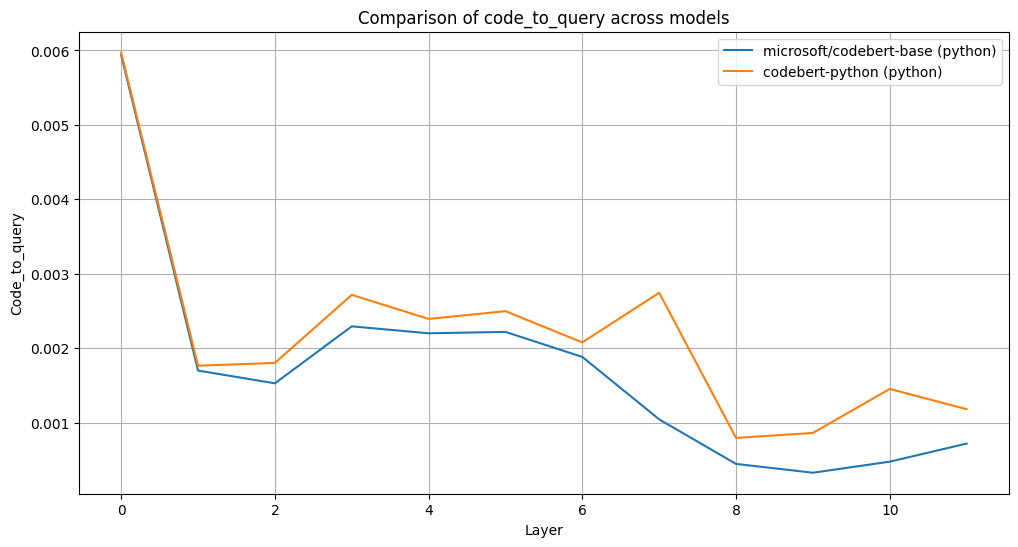 Comparison of code_to_query across models
microsoft/codebert-base (python)
codebert-python (python)
Code_to_query
0.006
0.005
0.004
0.003
0.002
0.001
0 2 4 6 8 10
Layer